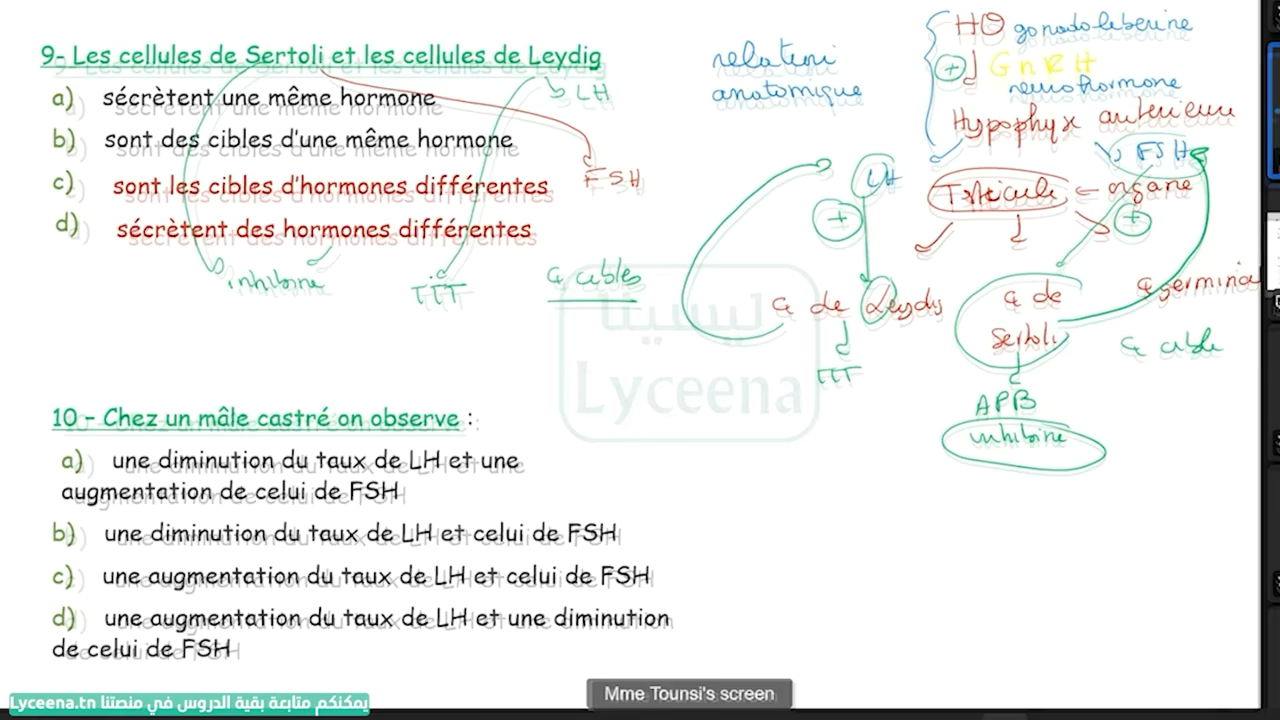 9- Les cellules de Sertoli et les cellules de Leydig
a) sécrètent une même hormone
b) sont des cibles d'une même hormone
c) sont les cibles d'hormones différentes
d) sécrètent des hormones différentes
LH
FSH
inhibine
TTT
¢ cibles
10 - Chez un mâle castré on observe :
a) une diminution du taux de LH et une
augmentation de celui de FSH
b) une diminution du taux de LH et celui de FSH
c) une augmentation du taux de LH et celui de FSH
d) une augmentation du taux de LH et une diminution
de celui de FSH
relation
anatomique
gonadoliberine
+ GnRH
neurohormone
Hypophyse antérieure
FSH
LH
Testicule = organe
+
+
¢ de Leydig
¢ de
Sertoli
¢ germinal
¢ cible
TTT
APB
inhibine
ليسينا
Lyceena
يمكنكم متابعة بقية الدروس في منصتنا Lyceena.tn
Mme Tounsi's screen